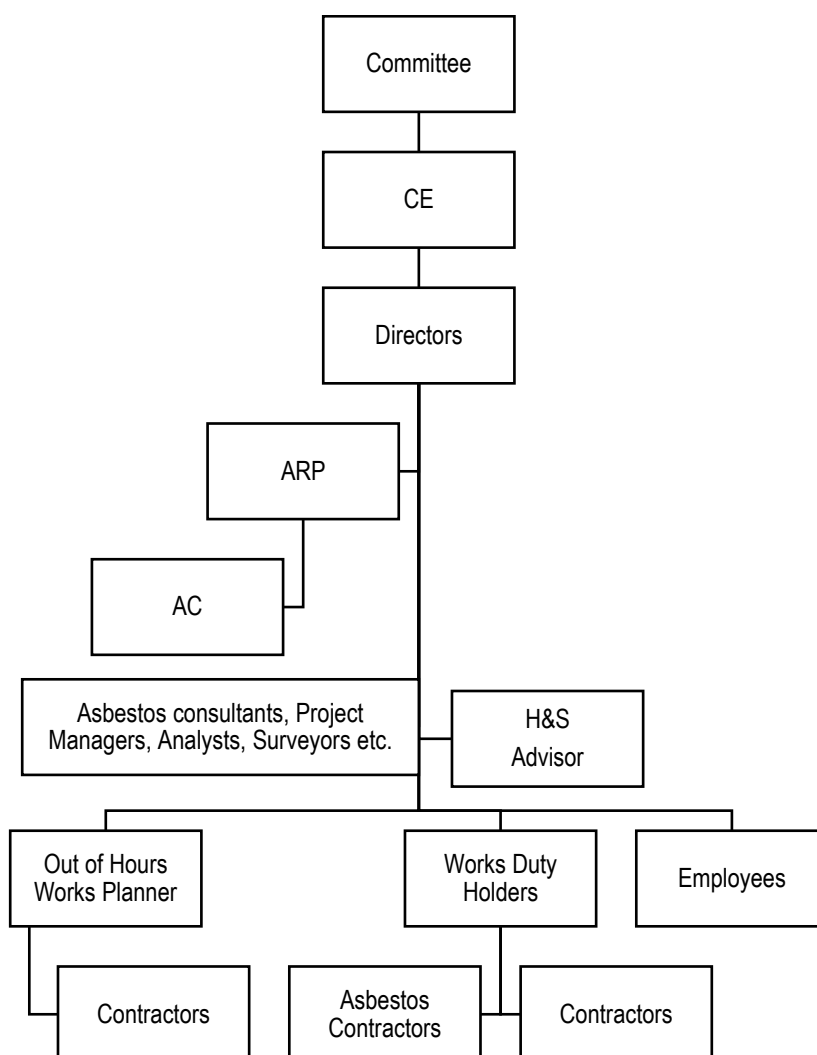 Committee
CE
Directors
ARP
AC
Asbestos consultants, Project
Managers, Analysts, Surveyors etc.
H&S
Advisor
Out of Hours
Works Planner
Works Duty
Holders
Employees
Contractors
Asbestos
Contractors
Contractors